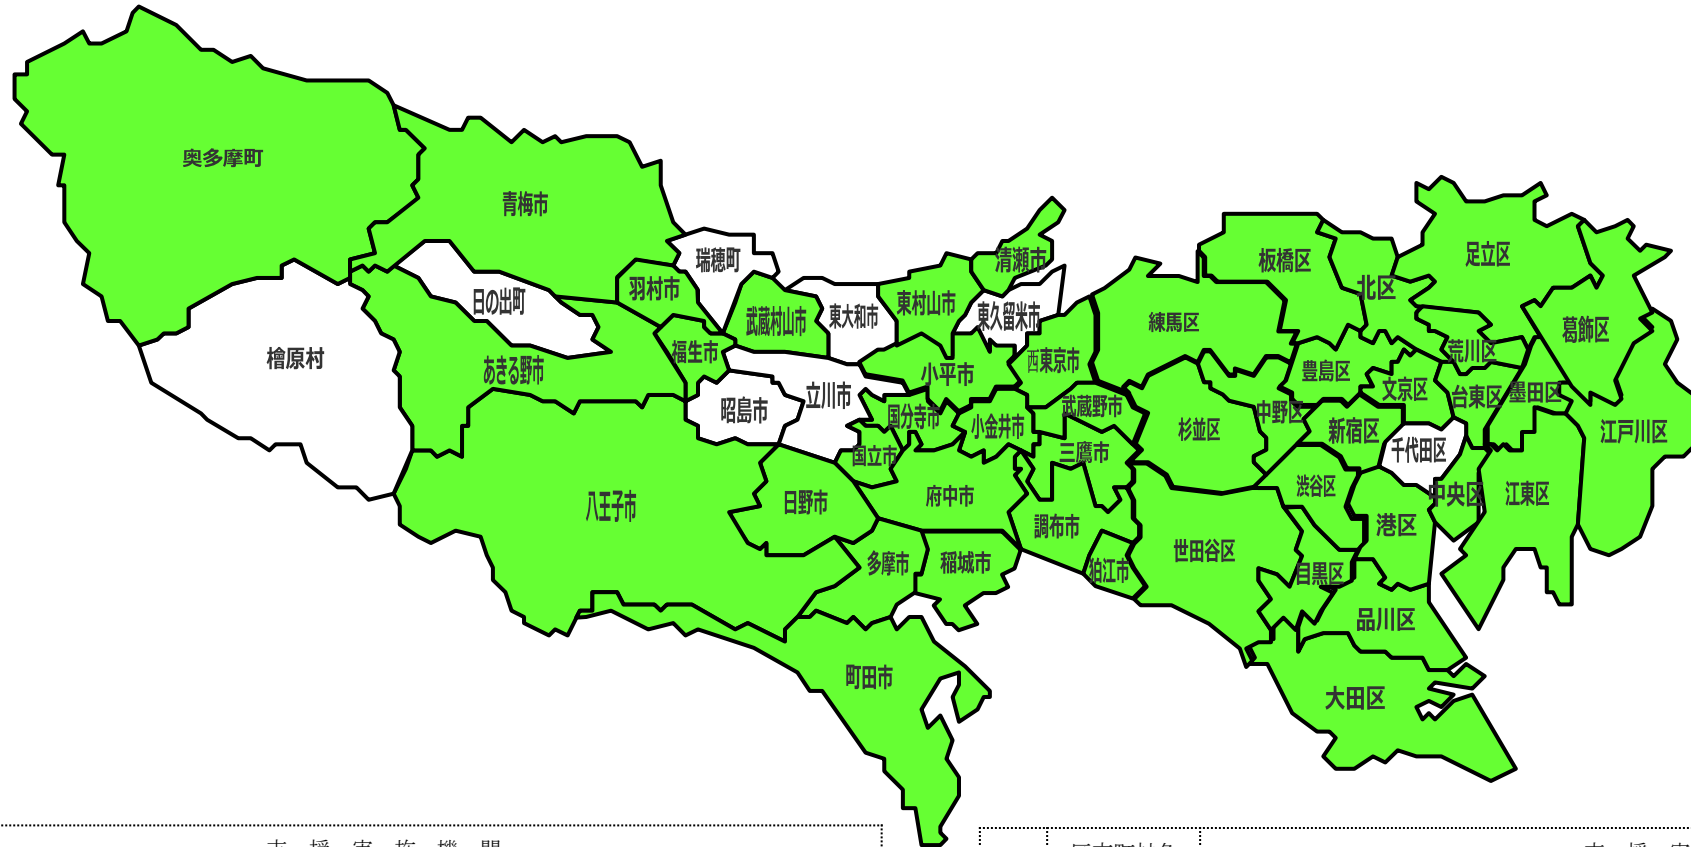 奥多摩町
青梅市
瑞穂町
羽村市
日の出町
武蔵村山市
東大和市
東村山市
清瀬市
東久留米市
檜原村
あきる野市
福生市
昭島市
立川市
小平市
西東京市
国分寺市
小金井市
武蔵野市
三鷹市
国立市
府中市
八王子市
日野市
調布市
多摩市
稲城市
狛江市
町田市
練馬区
板橋区
北区
足立区
葛飾区
荒川区
豊島区
文京区
台東区
墨田区
江戸川区
中野区
杉並区
新宿区
千代田区
渋谷区
中央区
江東区
港区
世田谷区
目黒区
品川区
大田区